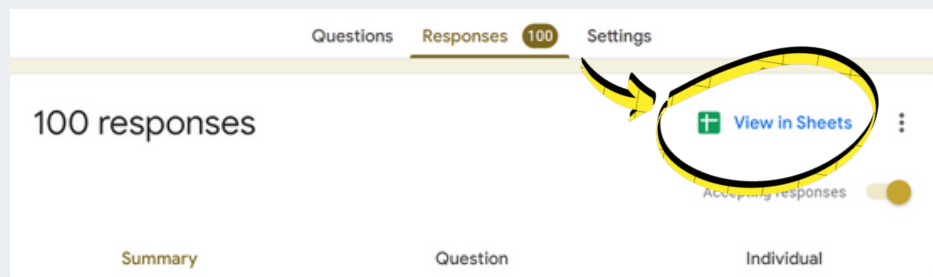 Questions Responses 100 Settings
100 responses
View in Sheets
Accepting responses
Summary Question Individual